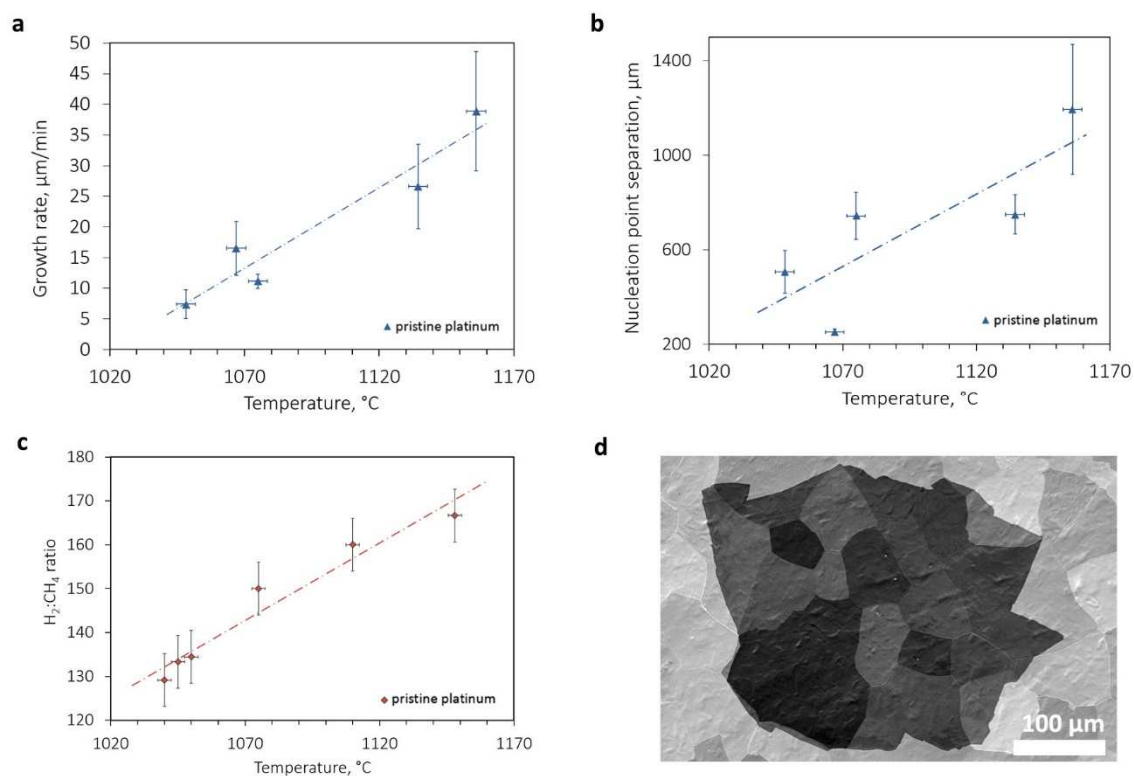 a
50
45
40
35
30
25
20
15
10
5
0
Growth rate, μm/min
pristine platinum
1020 1070 1120 1170
Temperature, °C
b
1400
1000
600
200
Nucleation point separation, μm
pristine platinum
1020 1070 1120 1170
Temperature, °C
c
180
170
160
150
140
130
120
H₂:CH₄ ratio
pristine platinum
1020 1070 1120 1170
Temperature, °C
d
100 μm